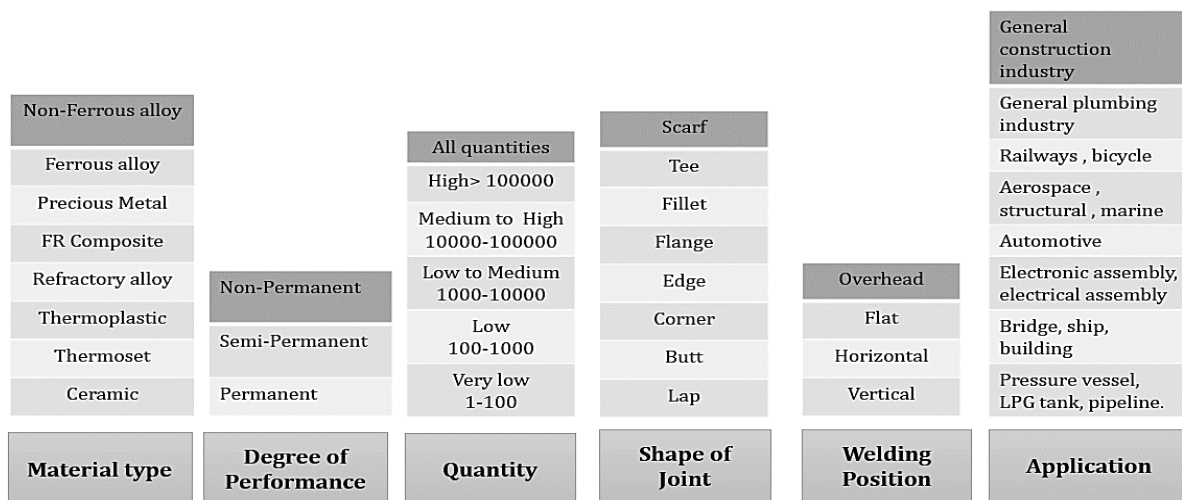 Non-Ferrous alloy
Ferrous alloy
Precious Metal
FR Composite
Refractory alloy
Thermoplastic
Thermoset
Ceramic
Material type
Non-Permanent
Semi-Permanent
Permanent
Degree of
Performance
All quantities
High> 100000
Medium to High
10000-100000
Low to Medium
1000-10000
Low
100-1000
Very low
1-100
Quantity
Scarf
Tee
Fillet
Flange
Edge
Corner
Butt
Lap
Shape of
Joint
Overhead
Flat
Horizontal
Vertical
Welding
Position
General
construction
industry
General plumbing
industry
Railways , bicycle
Aerospace ,
structural , marine
Automotive
Electronic assembly,
electrical assembly
Bridge, ship,
building
Pressure vessel,
LPG tank, pipeline.
Application